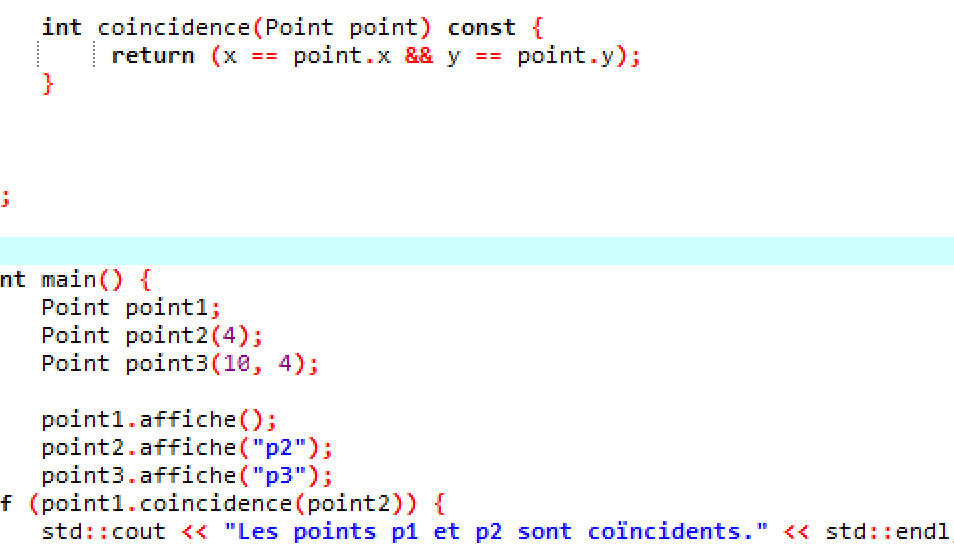 int coincidence(Point point) const {
return (x == point.x && y == point.y);
}
;
nt main() {
Point point1;
Point point2(4);
Point point3(10, 4);
point1.affiche();
point2.affiche("p2");
point3.affiche("p3");
f (point1.coincidence(point2)) {
std::cout << "Les points p1 et p2 sont coïncidents." << std::endl